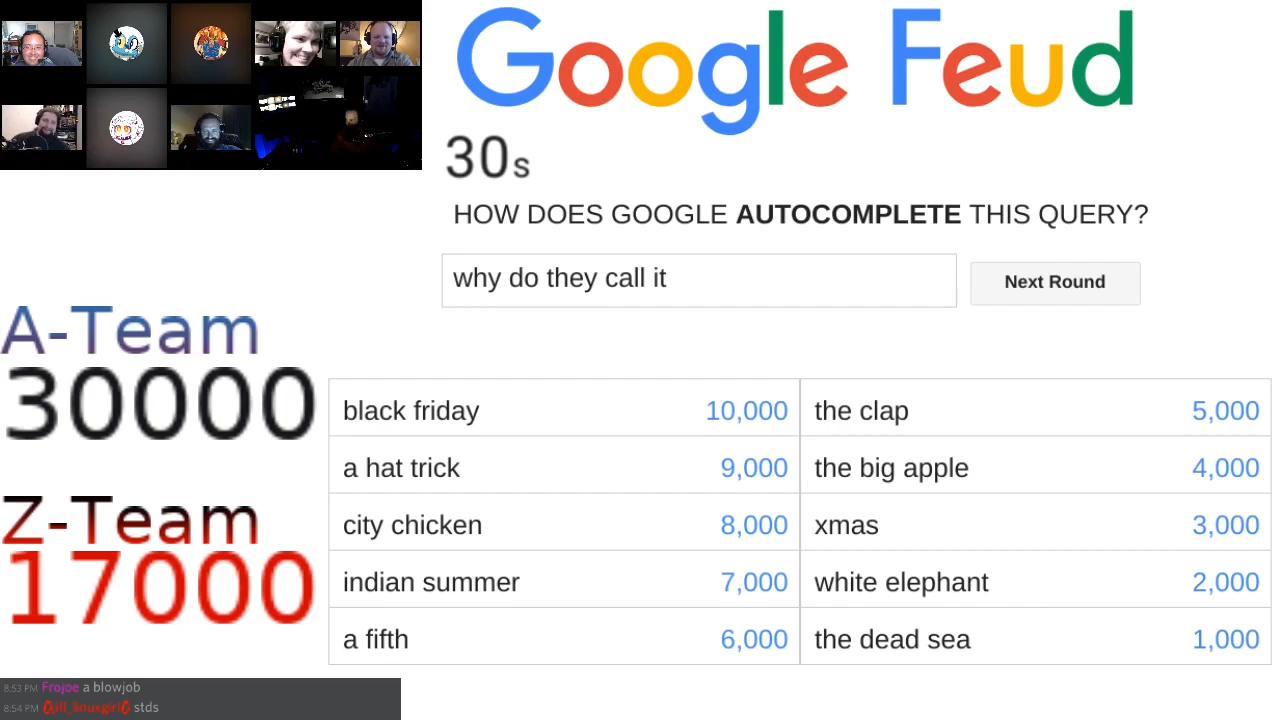 Google Feud
30s
HOW DOES GOOGLE AUTOCOMPLETE THIS QUERY?
why do they call it
Next Round
A-Team
30000
Z-Team
17000
black friday 10,000
a hat trick 9,000
city chicken 8,000
indian summer 7,000
a fifth 6,000
the clap 5,000
the big apple 4,000
xmas 3,000
white elephant 2,000
the dead sea 1,000
8:53 PM Frojoe a blowjob
8:54 PM jill_linuxgirl stds